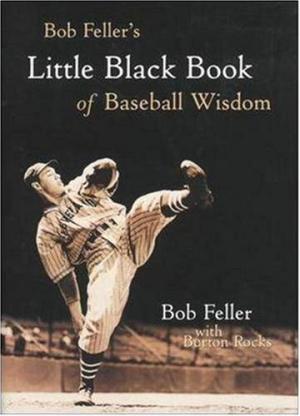 Bob Feller's
Little Black Book
of Baseball Wisdom
Bob Feller
with
Burton Rocks